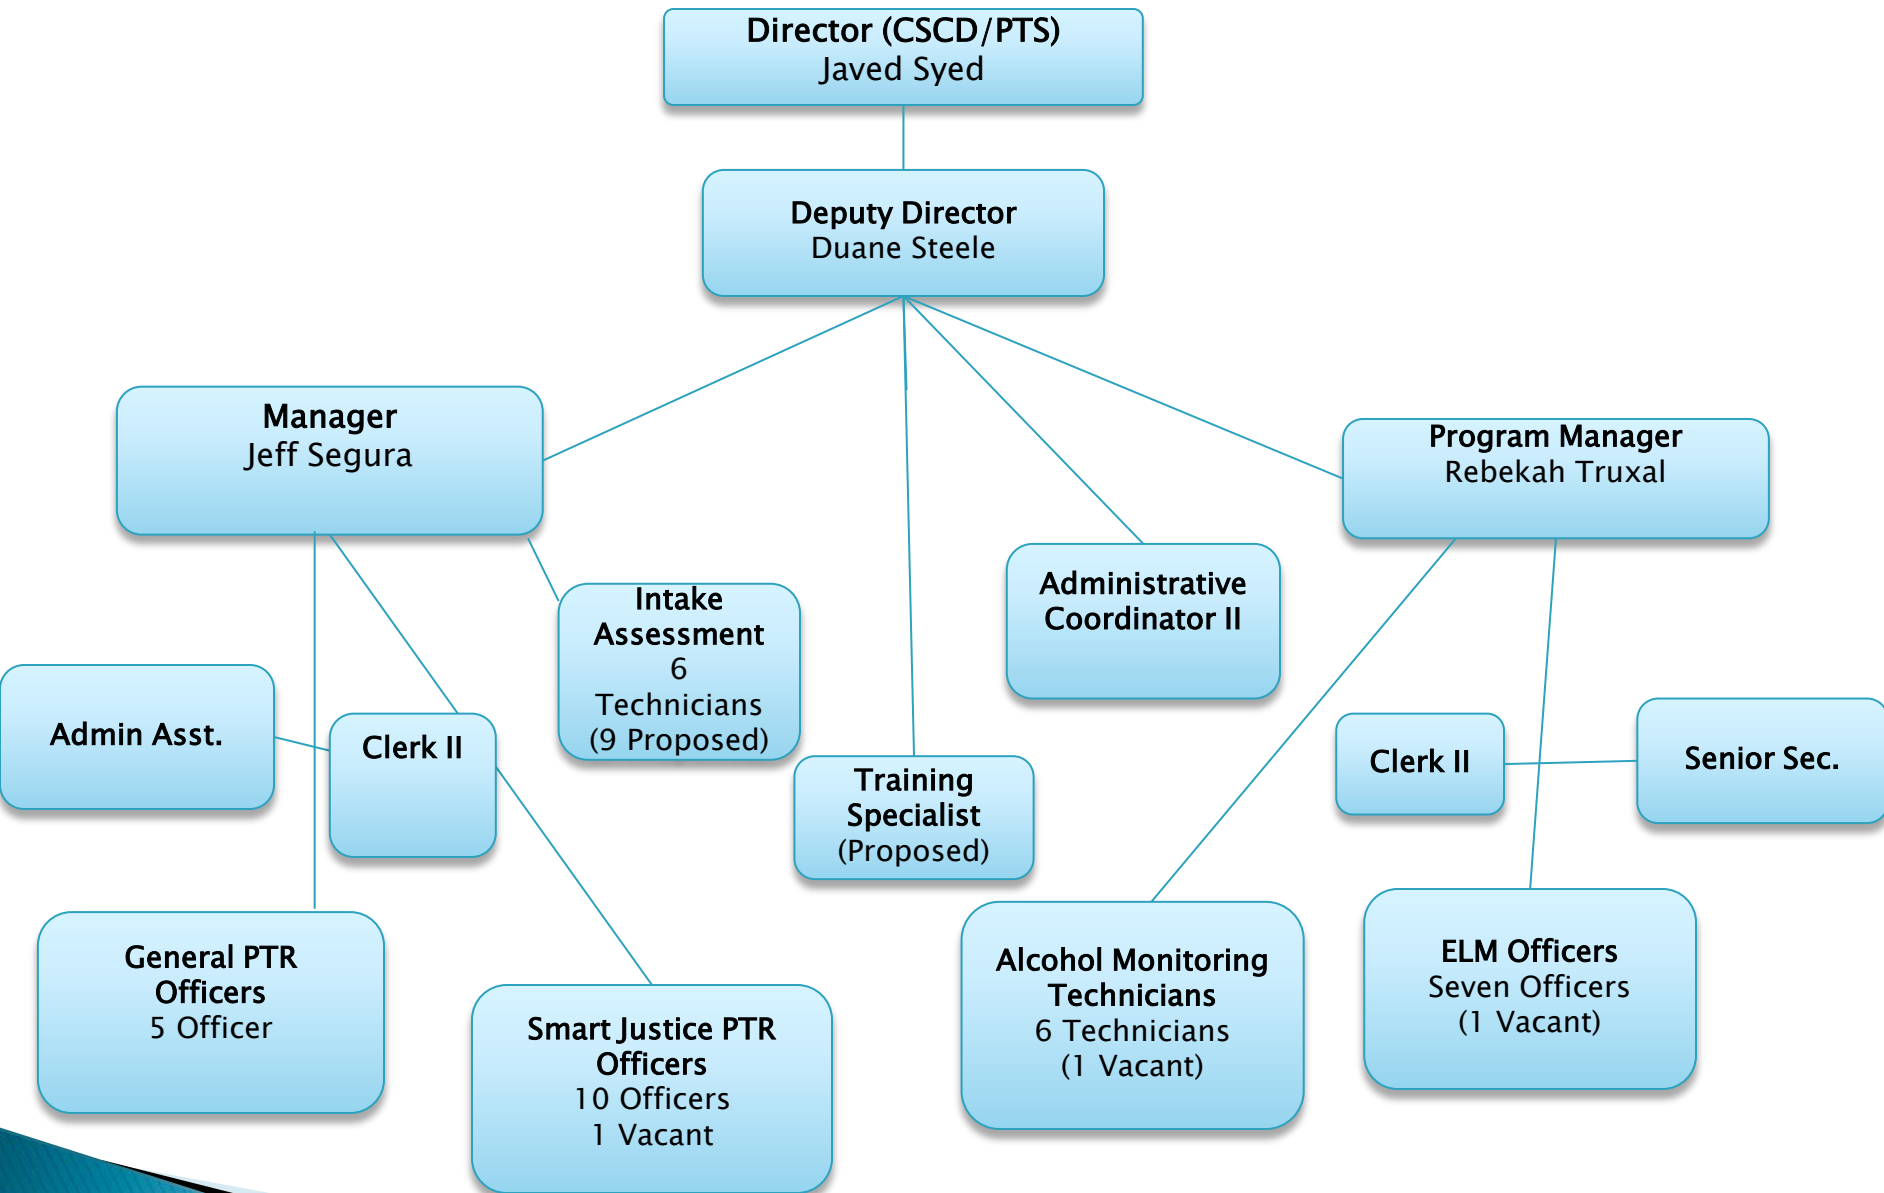 Director (CSCD/PTS)
Javed Syed
Deputy Director
Duane Steele
Manager
Jeff Segura
Program Manager
Rebekah Truxal
Intake
Assessment
6
Technicians
(9 Proposed)
Administrative
Coordinator II
Admin Asst.
Clerk II
Training
Specialist
(Proposed)
Clerk II
Senior Sec.
General PTR
Officers
5 Officer
Smart Justice PTR
Officers
10 Officers
1 Vacant
Alcohol Monitoring
Technicians
6 Technicians
(1 Vacant)
ELM Officers
Seven Officers
(1 Vacant)